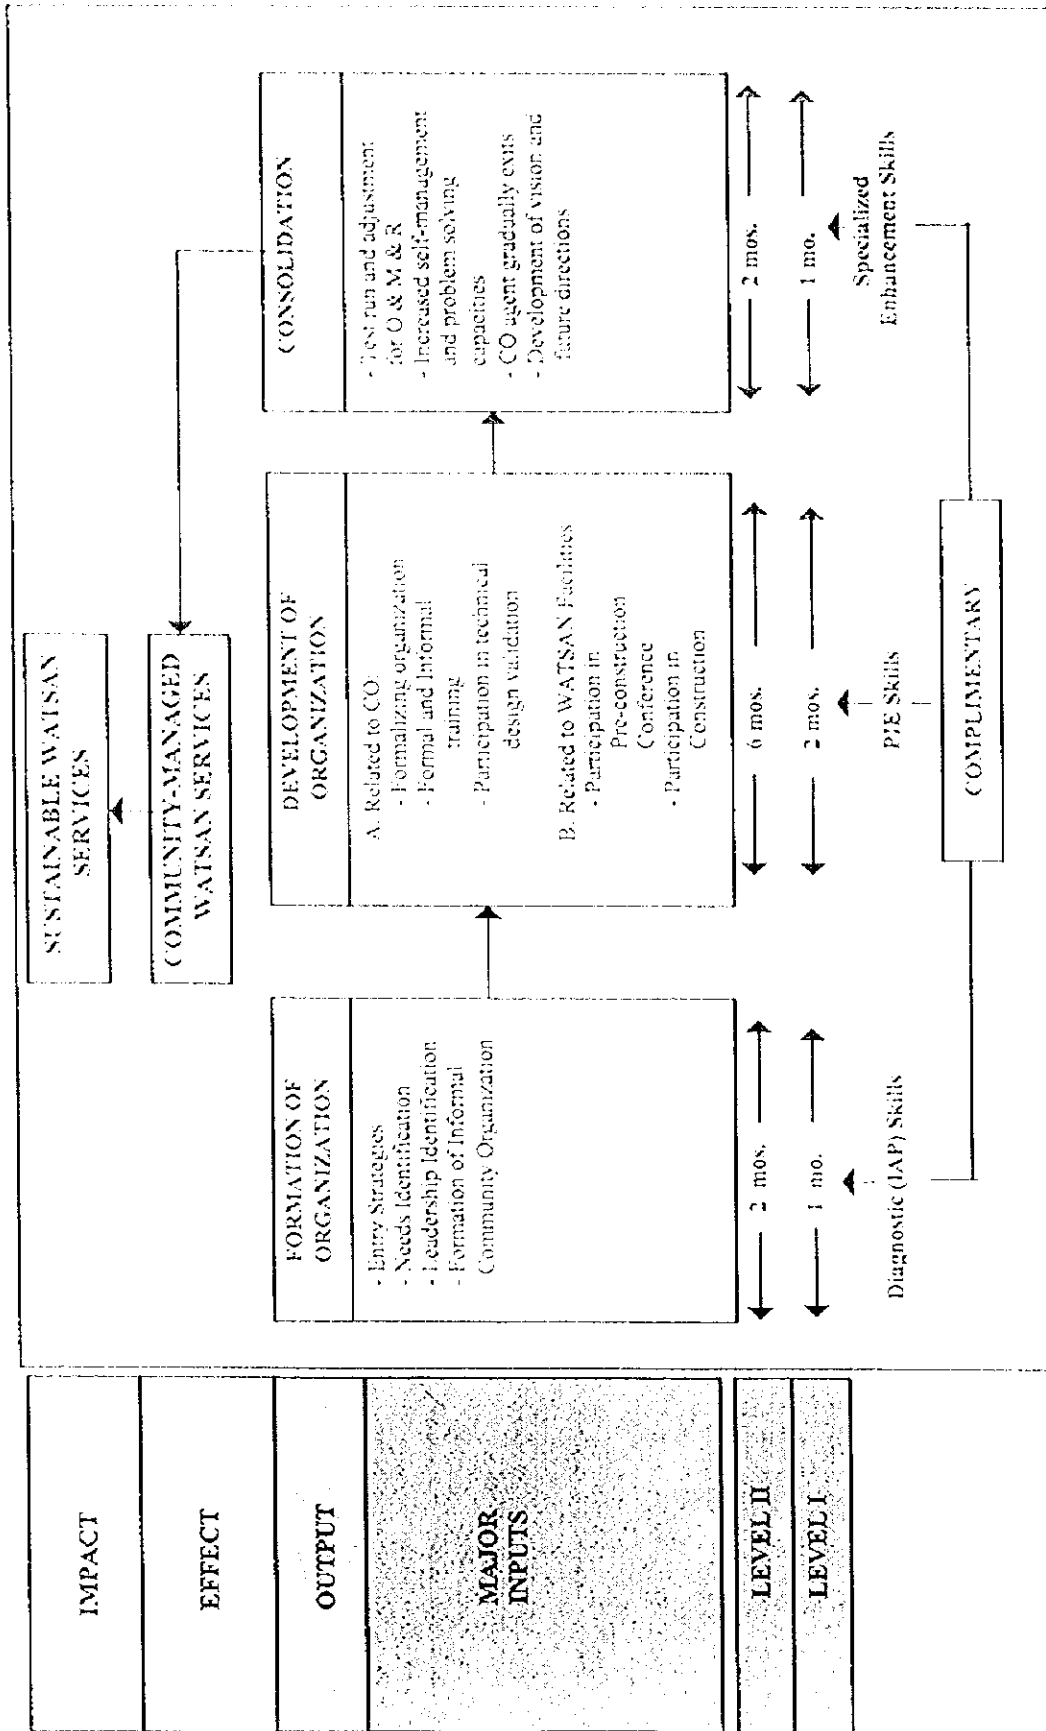 IMPACT
SUSTAINABLE WATSAN
SERVICES
EFFECT
COMMUNITY-MANAGED
WATSAN SERVICES
OUTPUT
FORMATION OF
ORGANIZATION
DEVELOPMENT OF
ORGANIZATION
CONSOLIDATION
MAJOR
INPUTS
- Entry Strategies
- Needs Identification
- Leadership Identification
- Formation of Informal
Community Organization
A. Related to CO:
- Formalizing organization
- Formal and Informal
training
- Participation in technical
design validation
B. Related to WATSAN Facilities
- Participation in
Pre-construction
Conference
- Participation in
Construction
- Test run and adjustment
for O & M & R
- Increased self-management
and problem solving
capacities
- CO agent gradually exits
- Development of vision and
future directions
LEVEL II
2 mos.
6 mos.
2 mos.
LEVEL I
1 mo.
2 mos.
1 mo.
Diagnostic (JAP) Skills
P/E Skills
Specialized
Enhancement Skills
COMPLIMENTARY